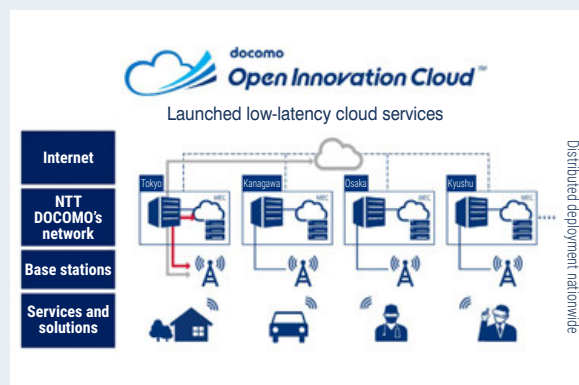 docomo
Open Innovation Cloud™
Launched low-latency cloud services
Internet
NTT
DOCOMO's
network
Base stations
Services and
solutions
Tokyo
MEC
Kanagawa
MEC
Osaka
MEC
Kyushu
MEC
Distributed deployment nationwide